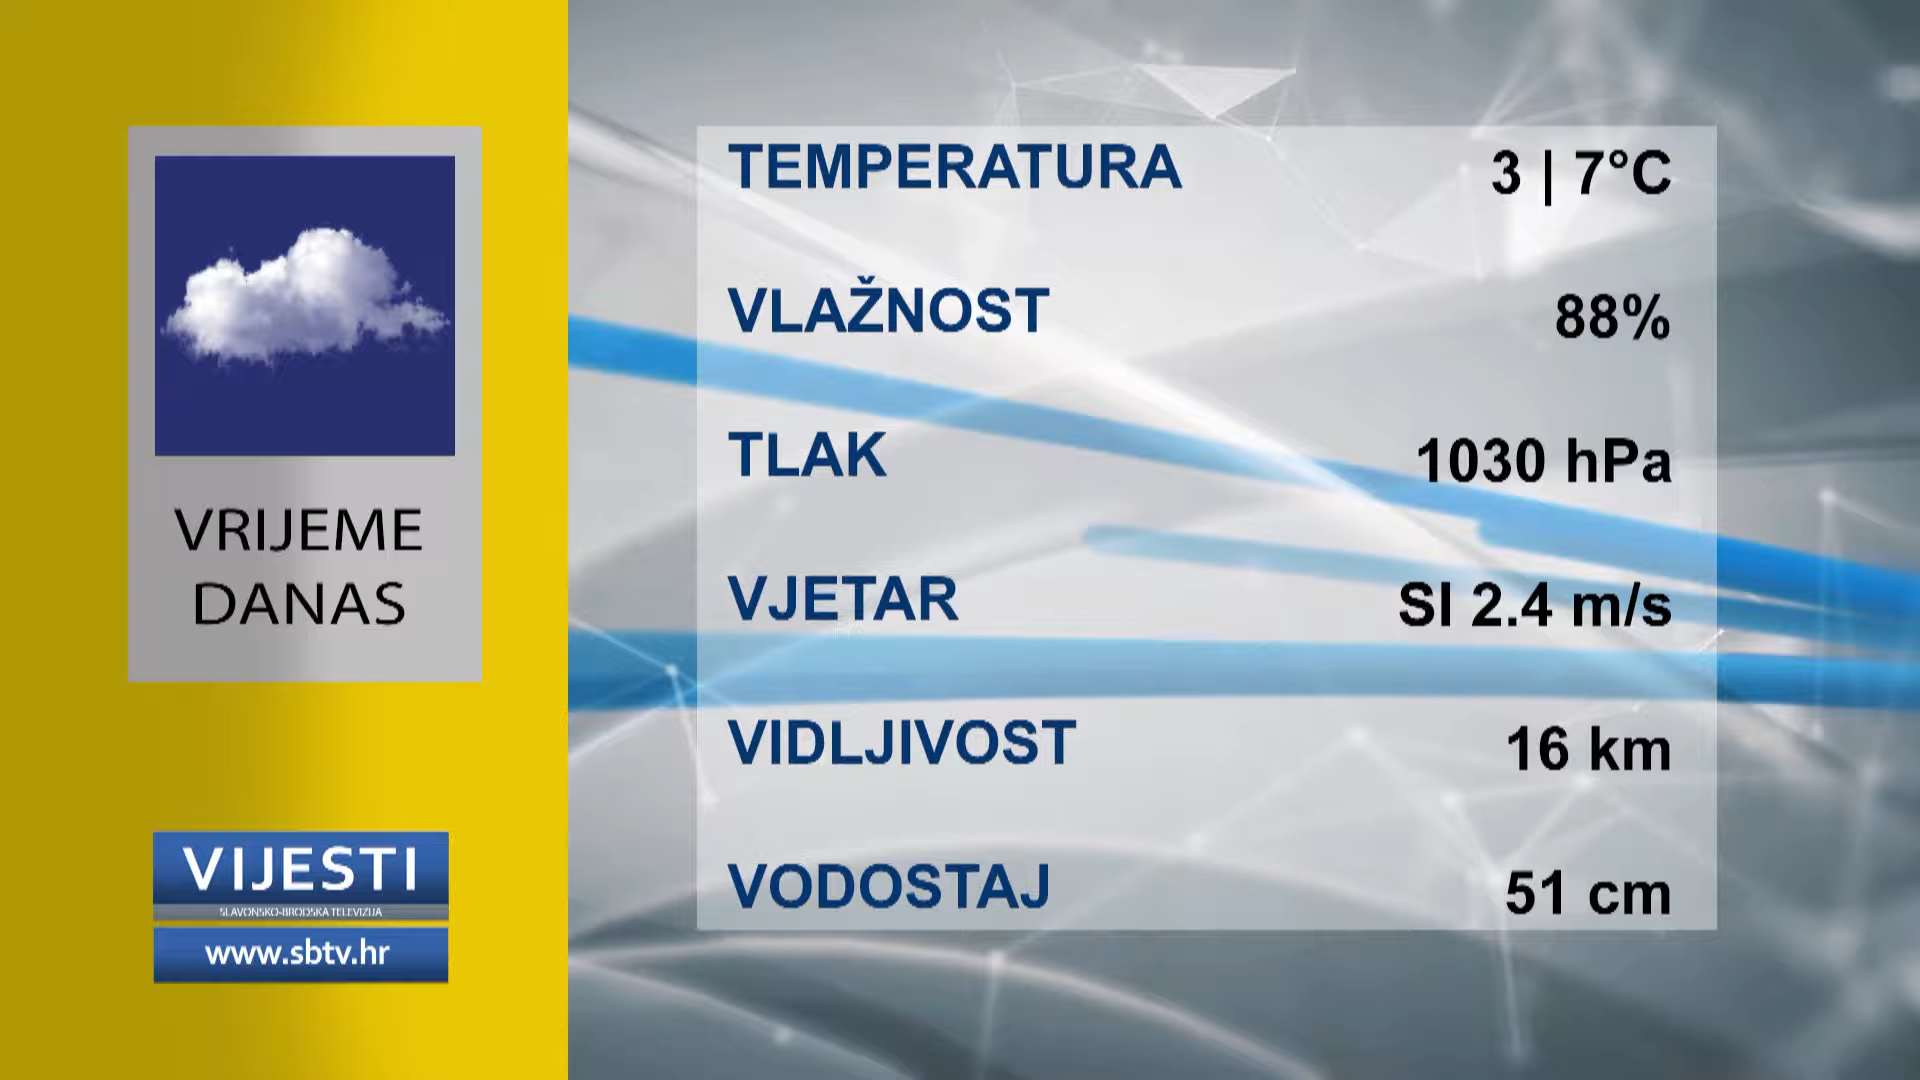 VRIJEME
DANAS
VIJESTI
SLAVONSKO-BRODSKA TELEVIZIJA
www.sbtv.hr
TEMPERATURA 3 | 7°C
VLAŽNOST 88%
TLAK 1030 hPa
VJETAR SI 2.4 m/s
VIDLJIVOST 16 km
VODOSTAJ 51 cm